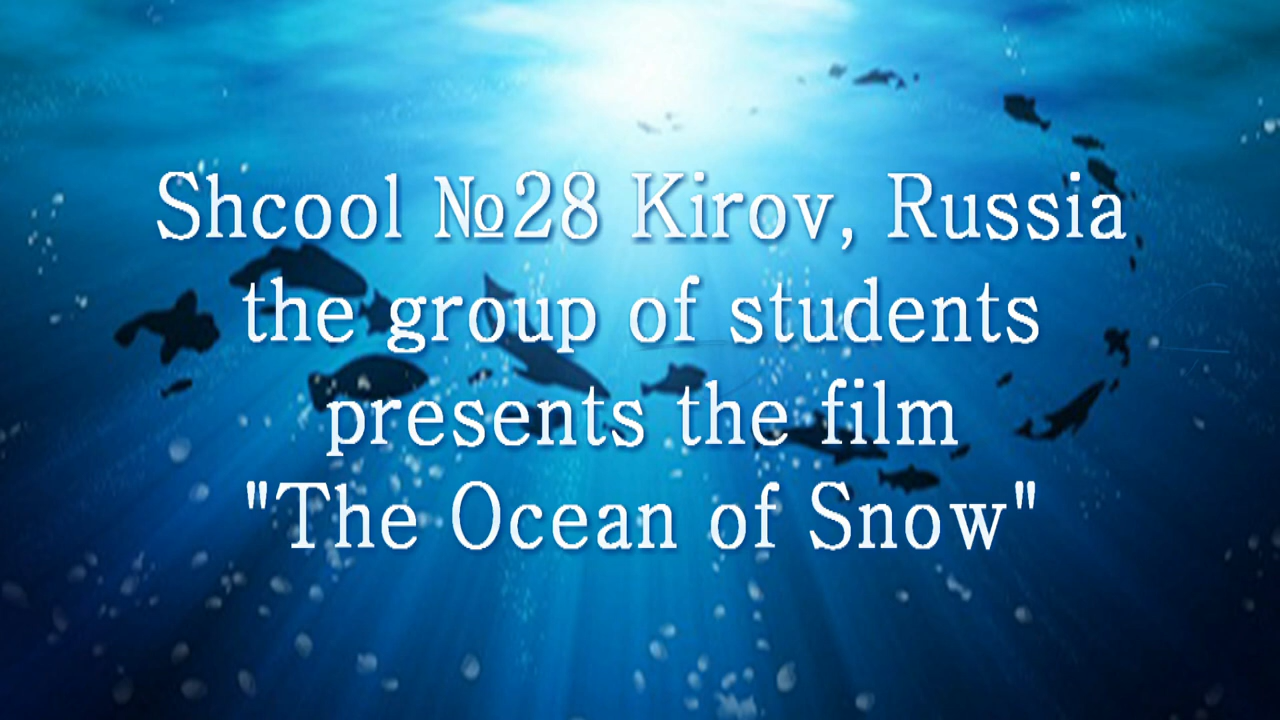 Shcool №28 Kirov, Russia
the group of students
presents the film
"The Ocean of Snow"